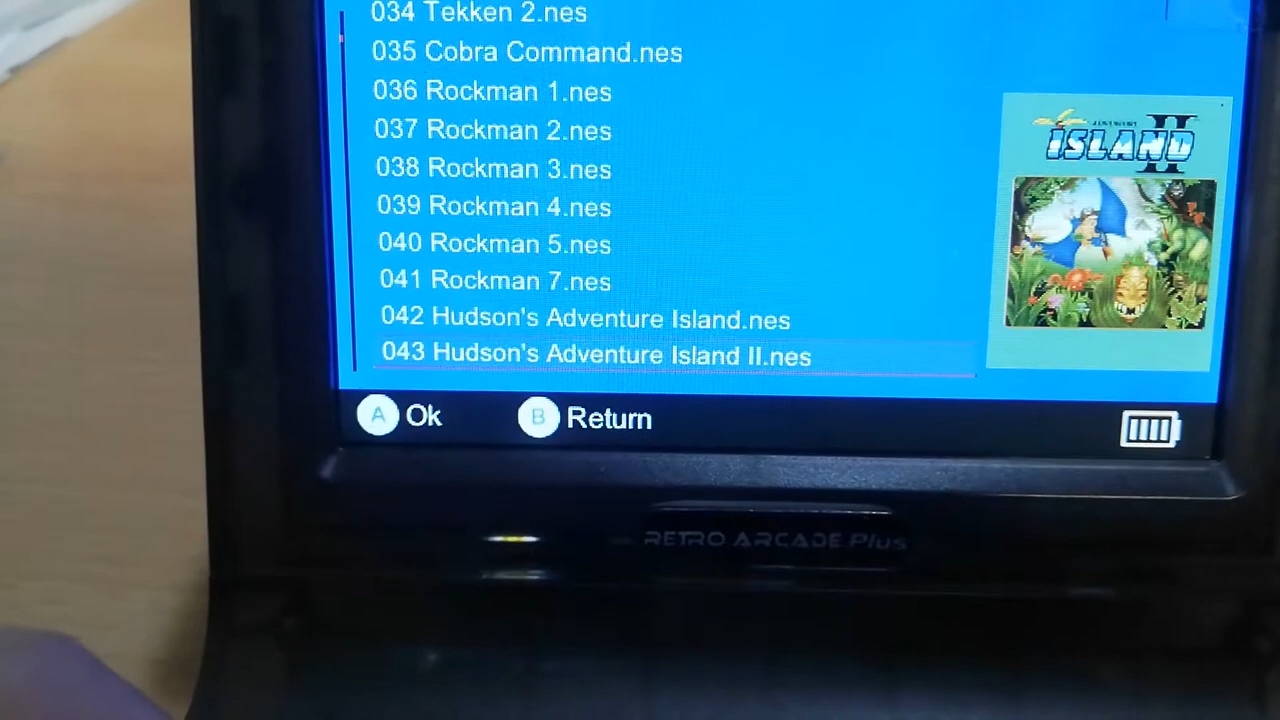 034 Tekken 2.nes
035 Cobra Command.nes
036 Rockman 1.nes
037 Rockman 2.nes
038 Rockman 3.nes
039 Rockman 4.nes
040 Rockman 5.nes
041 Rockman 7.nes
042 Hudson's Adventure Island.nes
043 Hudson's Adventure Island II.nes
ADVENTURE
ISLAND II
A Ok
B Return
RETRO ARCADE Plus